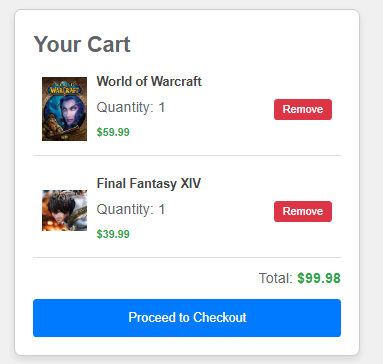 Your Cart
World of Warcraft
Quantity: 1
Remove
$59.99
Final Fantasy XIV
Quantity: 1
Remove
$39.99
Total: $99.98
Proceed to Checkout